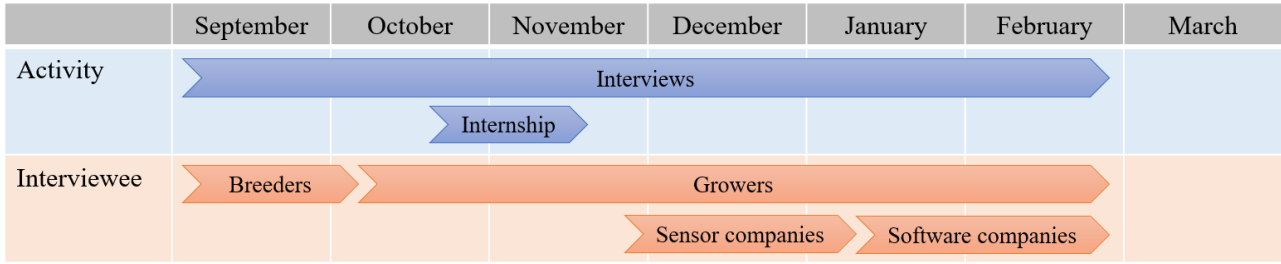 September October November December January February March
Activity
Interviews
Internship
Interviewee
Breeders Growers
Sensor companies Software companies